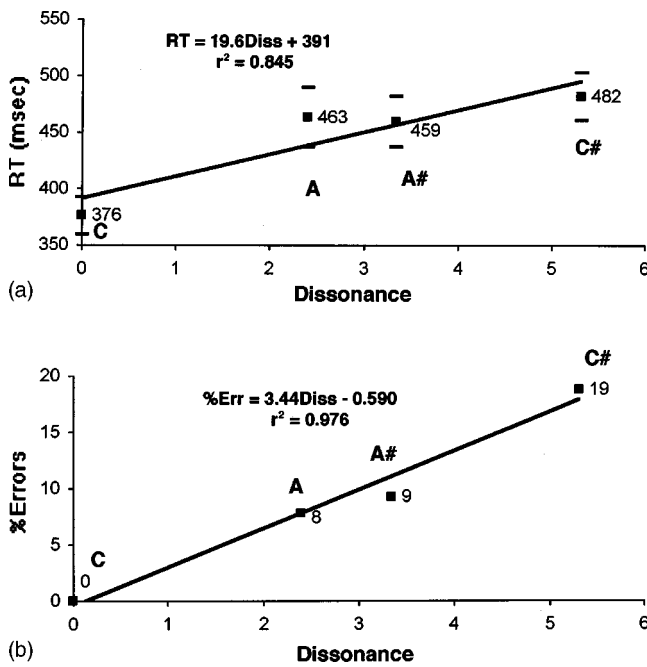 550
RT = 19.6Diss + 391
r² = 0.845
500
463
459
482
450
RT (msec)
A
A#
C#
400
376
C
350
0 1 2 3 4 5 6
(a)
Dissonance
C#
20
%Err = 3.44Diss - 0.590
r² = 0.976
19
15
A#
%Errors
10
A
9
8
5
C
0
0
0 1 2 3 4 5 6
(b)
Dissonance